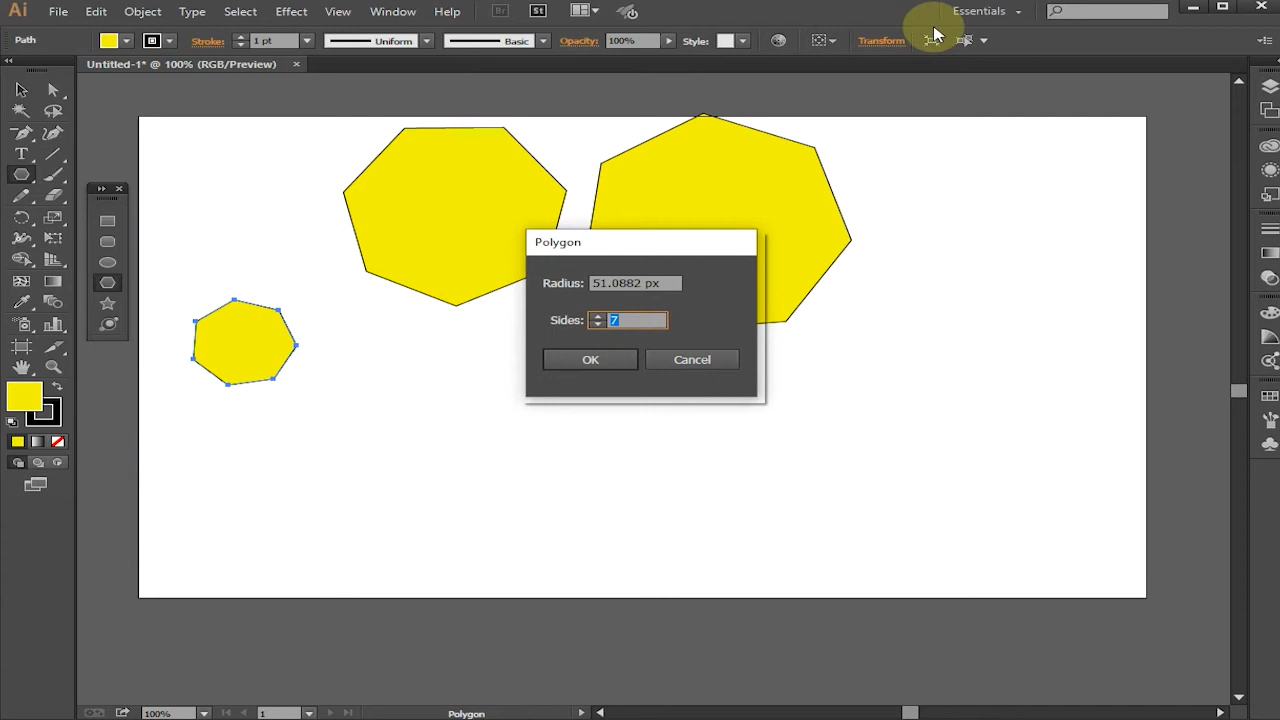 Ai File Edit Object Type Select Effect View Window Help Br St Essentials
Path Stroke: 1 pt Uniform Basic Opacity: 100% Style: Transform
Untitled-1* @ 100% (RGB/Preview) ×
T
Polygon
Radius: 51.0882 px
Sides: 7
OK Cancel
100% 1 Polygon